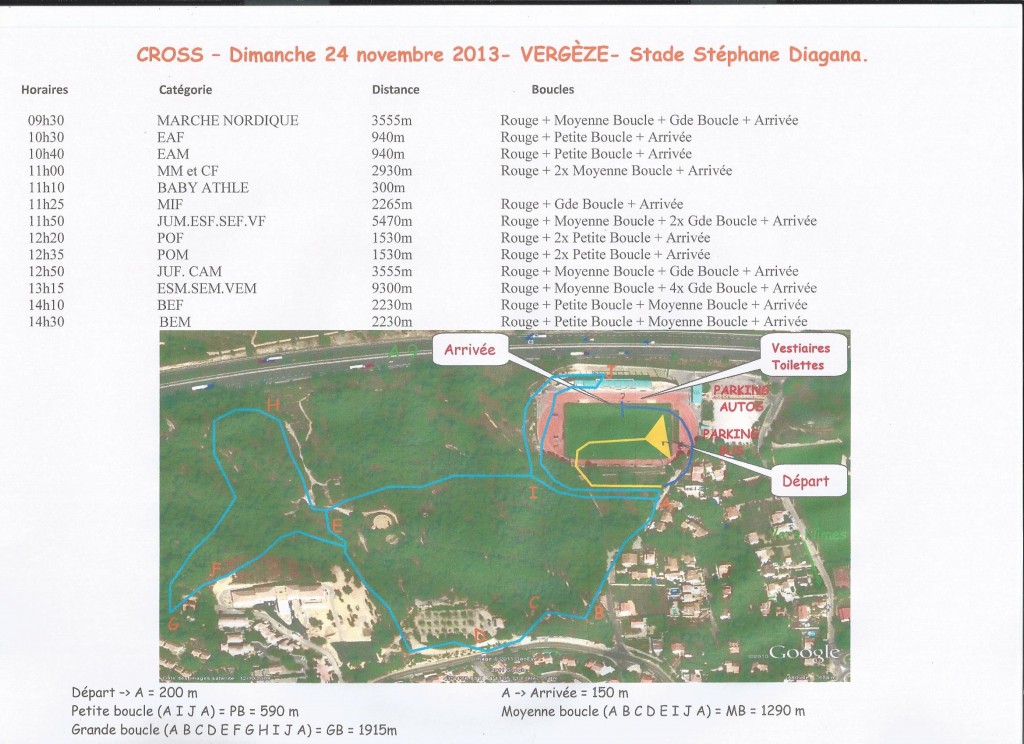 CROSS – Dimanche 24 novembre 2013- VERGÈZE- Stade Stéphane Diagana.
Horaires Catégorie Distance Boucles
09h30 MARCHE NORDIQUE 3555m Rouge + Moyenne Boucle + Gde Boucle + Arrivée
10h30 EAF 940m Rouge + Petite Boucle + Arrivée
10h40 EAM 940m Rouge + Petite Boucle + Arrivée
11h00 MM et CF 2930m Rouge + 2x Moyenne Boucle + Arrivée
11h10 BABY ATHLE 300m
11h25 MIF 2265m Rouge + Gde Boucle + Arrivée
11h50 JUM.ESF.SEF.VF 5470m Rouge + Moyenne Boucle + 2x Gde Boucle + Arrivée
12h20 POF 1530m Rouge + 2x Petite Boucle + Arrivée
12h35 POM 1530m Rouge + 2x Petite Boucle + Arrivée
12h50 JUF. CAM 3555m Rouge + Moyenne Boucle + Gde Boucle + Arrivée
13h15 ESM.SEM.VEM 9300m Rouge + Moyenne Boucle + 4x Gde Boucle + Arrivée
14h10 BEF 2230m Rouge + Petite Boucle + Moyenne Boucle + Arrivée
14h30 BEM 2230m Rouge + Petite Boucle + Moyenne Boucle + Arrivée
Arrivée
Vestiaires
Toilettes
J
PARKING
AUTOS
H
PARKING
BUS
Départ
I
A
E
F
G
C
B
D
Google
Départ -> A = 200 m
A -> Arrivée = 150 m
Petite boucle (A I J A) = PB = 590 m
Moyenne boucle (A B C D E I J A) = MB = 1290 m
Grande boucle (A B C D E F G H I J A) = GB = 1915m